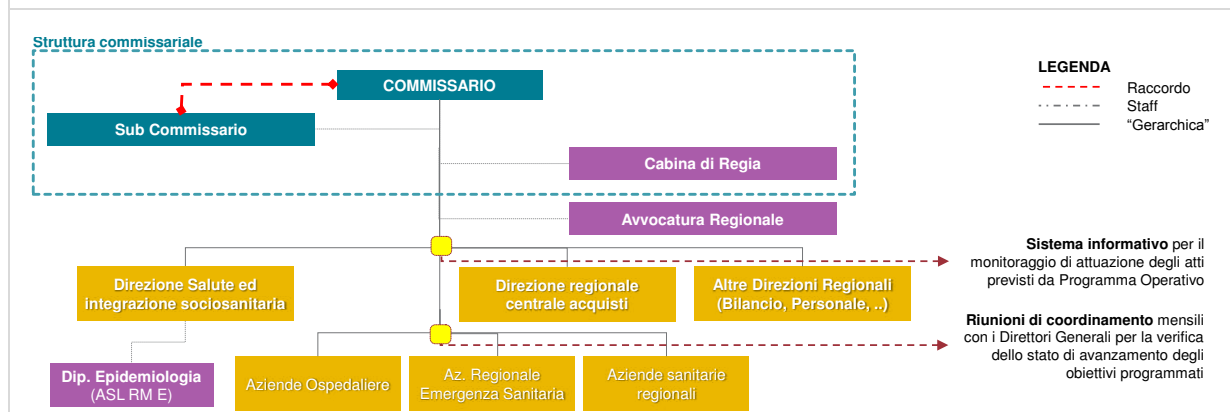 Struttura commissariale
COMMISSARIO
Sub Commissario
Cabina di Regia
Avvocatura Regionale
LEGENDA
Raccordo
Staff
“Gerarchica”
Direzione Salute ed
integrazione sociosanitaria
Direzione regionale
centrale acquisti
Altre Direzioni Regionali
(Bilancio, Personale, ..)
Sistema informativo per il
monitoraggio di attuazione degli atti
previsti da Programma Operativo
Dip. Epidemiologia
(ASL RM E)
Aziende Ospedaliere
Az. Regionale
Emergenza Sanitaria
Aziende sanitarie
regionali
Riunioni di coordinamento mensili
con i Direttori Generali per la verifica
dello stato di avanzamento degli
obiettivi programmati